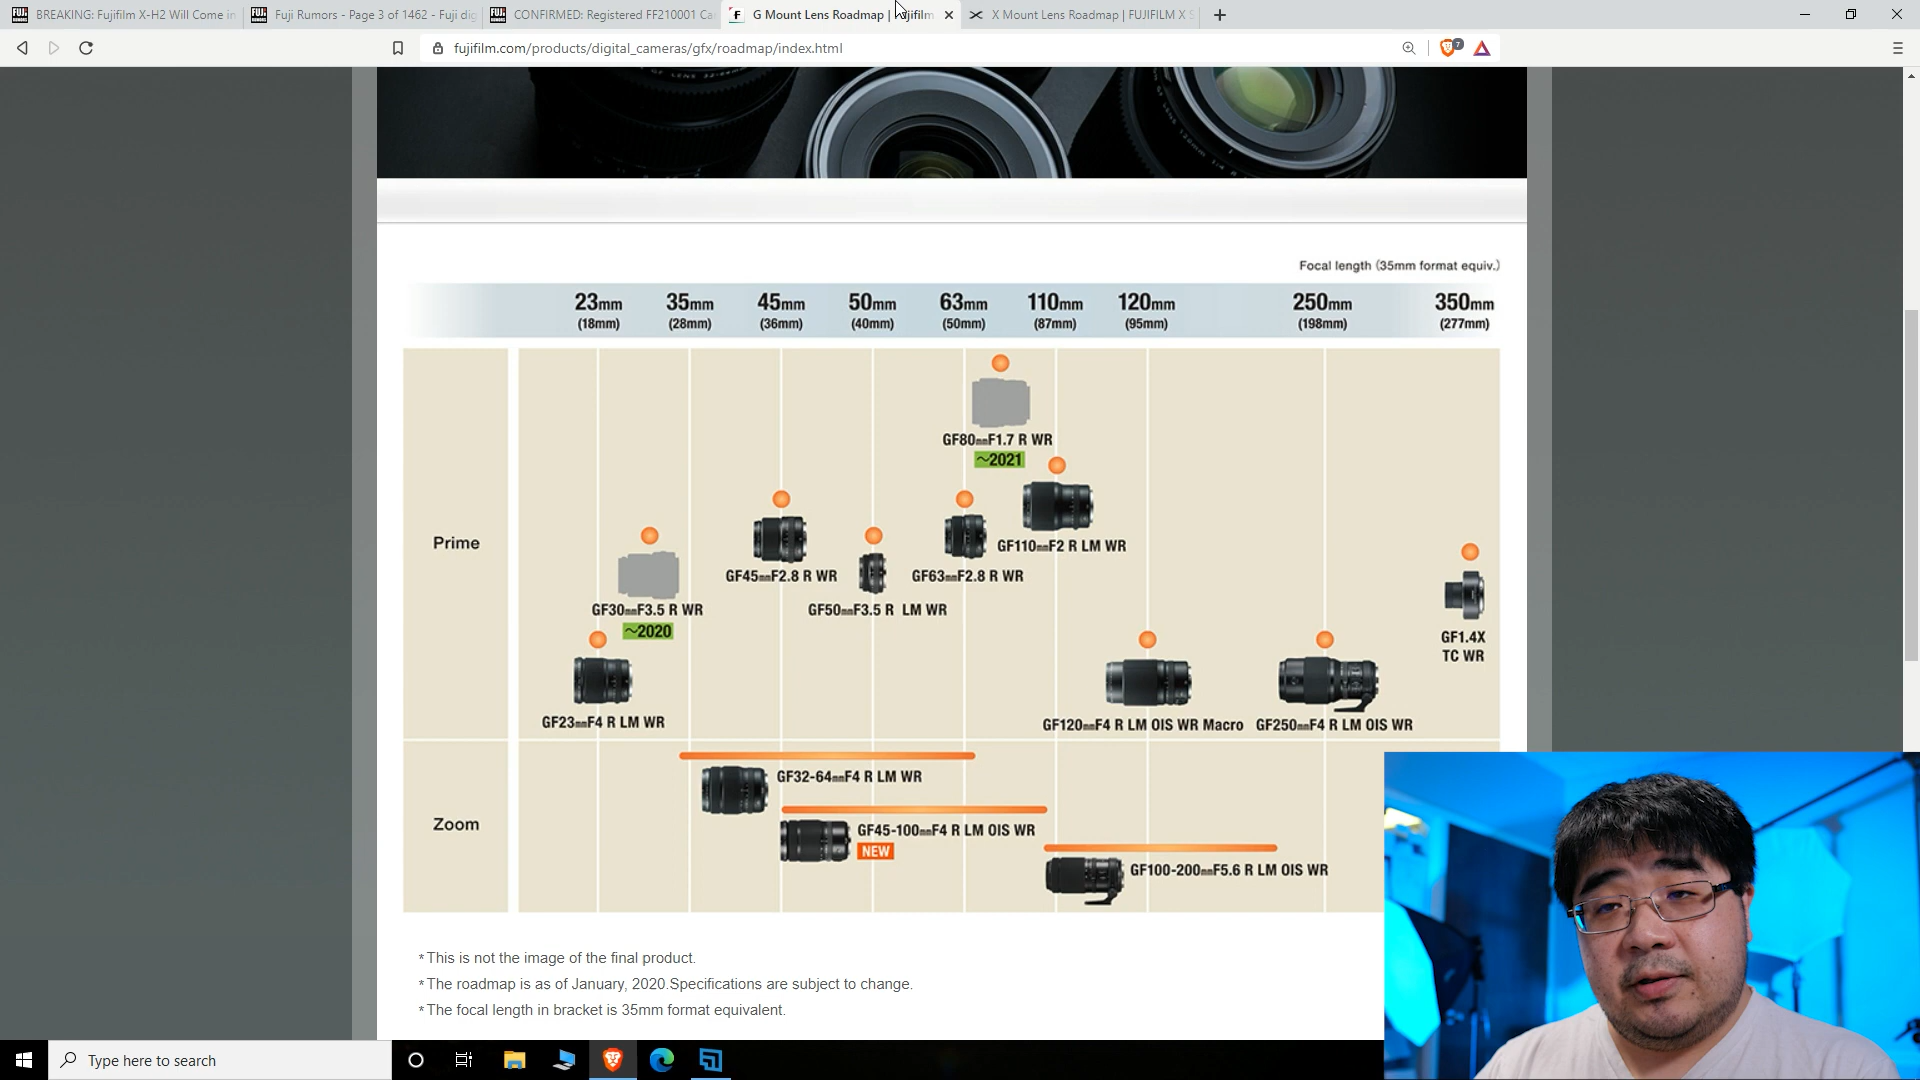 BREAKING: Fujifilm X-H2 Will Come in
Fuji Rumors - Page 3 of 1462 - Fuji dig
CONFIRMED: Registered FF210001 Ca
G Mount Lens Roadmap | Fujifilm
X Mount Lens Roadmap | FUJIFILM X S
fujifilm.com/products/digital_cameras/gfx/roadmap/index.html
7
Focal length (35mm format equiv.)
23mm 35mm 45mm 50mm 63mm 110mm 120mm 250mm 350mm
(18mm) (28mm) (36mm) (40mm) (50mm) (87mm) (95mm) (198mm) (277mm)
GF80mmF1.7 R WR
~2021
Prime
GF110mmF2 R LM WR
GF45mmF2.8 R WR
GF63mmF2.8 R WR
GF30mmF3.5 R WR
GF50mmF3.5 R LM WR
~2020
GF1.4X
TC WR
GF23mmF4 R LM WR
GF120mmF4 R LM OIS WR Macro
GF250mmF4 R LM OIS WR
GF32-64mmF4 R LM WR
Zoom
GF45-100mmF4 R LM OIS WR
NEW
GF100-200mmF5.6 R LM OIS WR
* This is not the image of the final product.
* The roadmap is as of January, 2020.Specifications are subject to change.
* The focal length in bracket is 35mm format equivalent.
Type here to search